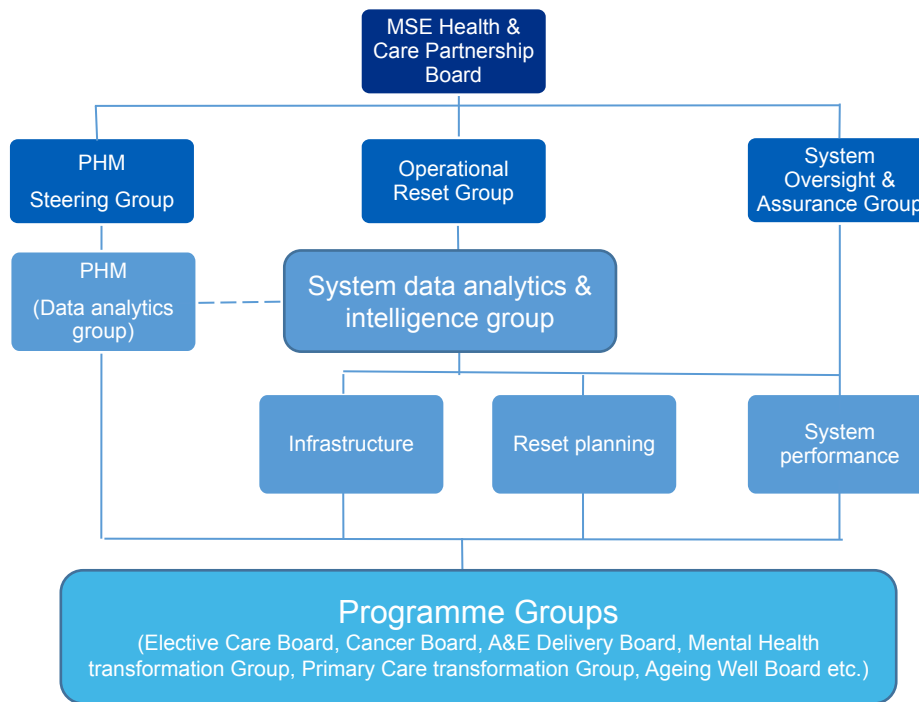 MSE Health &
Care Partnership
Board
PHM
Steering Group
Operational
Reset Group
System
Oversight &
Assurance Group
PHM
(Data analytics
group)
System data analytics &
intelligence group
Infrastructure
Reset planning
System
performance
Programme Groups
(Elective Care Board, Cancer Board, A&E Delivery Board, Mental Health
transformation Group, Primary Care transformation Group, Ageing Well Board etc.)